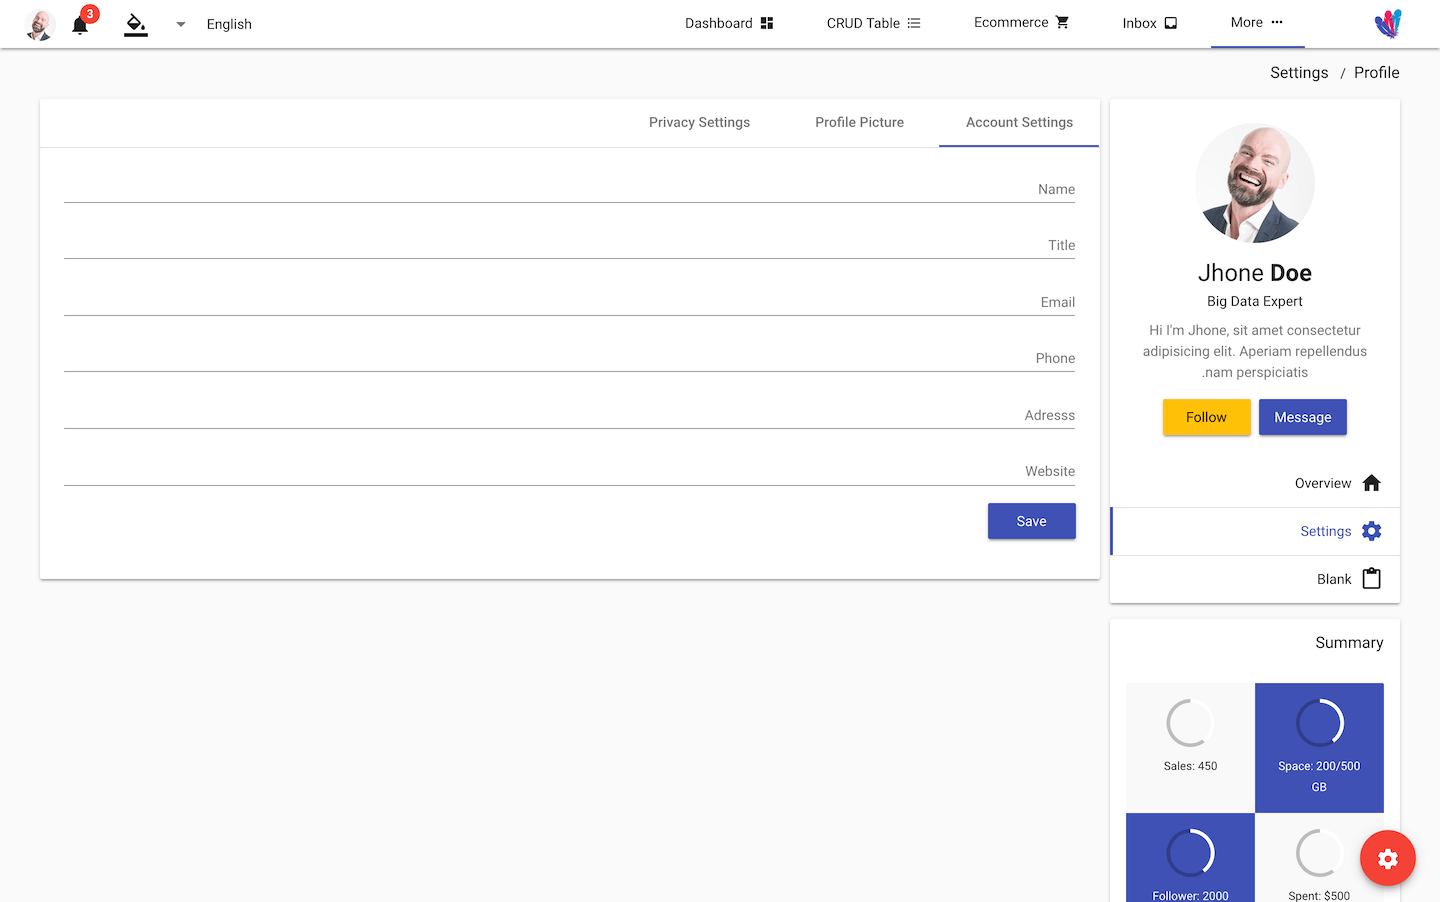 3
English
Dashboard
CRUD Table
Ecommerce
Inbox
More
Settings / Profile
Privacy Settings
Profile Picture
Account Settings
Name
Title
Email
Phone
Adresss
Website
Save
Jhone Doe
Big Data Expert
Hi I'm Jhone, sit amet consectetur
adipisicing elit. Aperiam repellendus
.nam perspiciatis
Follow
Message
Overview
Settings
Blank
Summary
Sales: 450
Space: 200/500
GB
Follower: 2000
Spent: $500